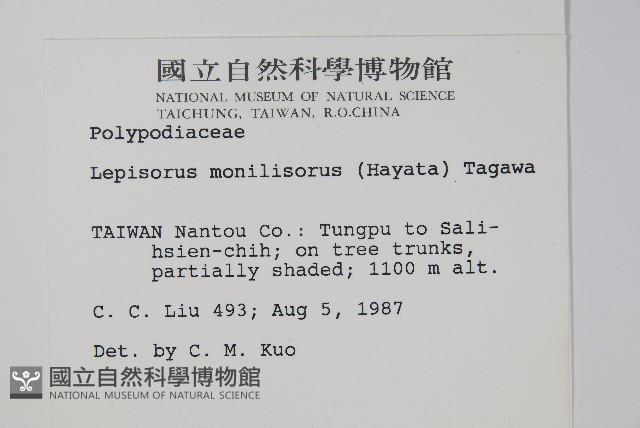 國立自然科學博物館
NATIONAL MUSEUM OF NATURAL SCIENCE
TAICHUNG, TAIWAN, R.O.CHINA
Polypodiaceae
Lepisorus monilisorus (Hayata) Tagawa
TAIWAN Nantou Co.: Tungpu to Sali-
hsien-chih; on tree trunks,
partially shaded; 1100 m alt.
C. C. Liu 493; Aug 5, 1987
Det. by C. M. Kuo
國立自然科學博物館
NATIONAL MUSEUM OF NATURAL SCIENCE